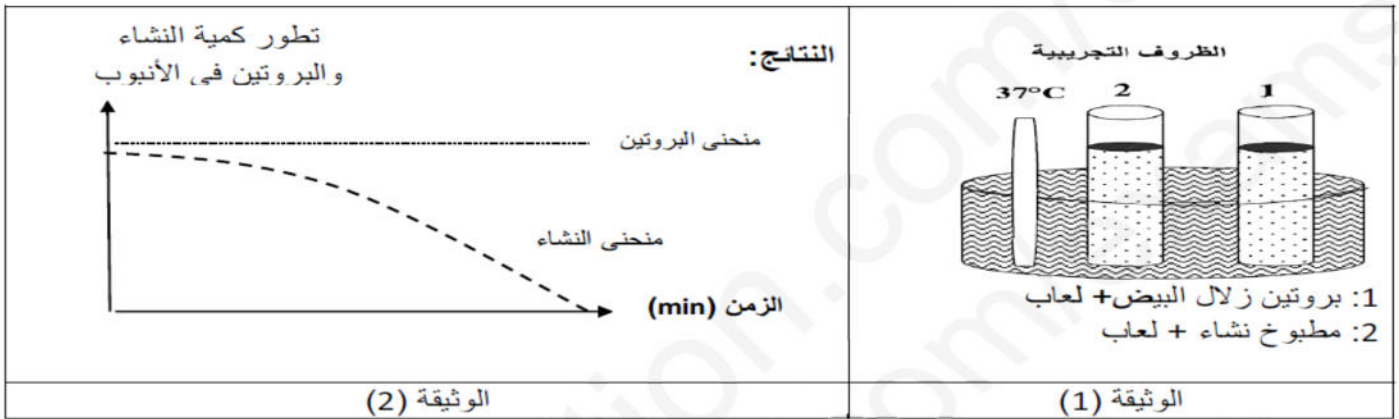 الظروف التجريبية
37°C
2
1
1: بروتين زلال البيض+ لعاب
2: مطبوخ نشاء + لعاب
الوثيقة (1)
النتائج:
تطور كمية النشاء
والبروتين في الأنبوب
منحنى البروتين
منحنى النشاء
الزمن (min)
الوثيقة (2)